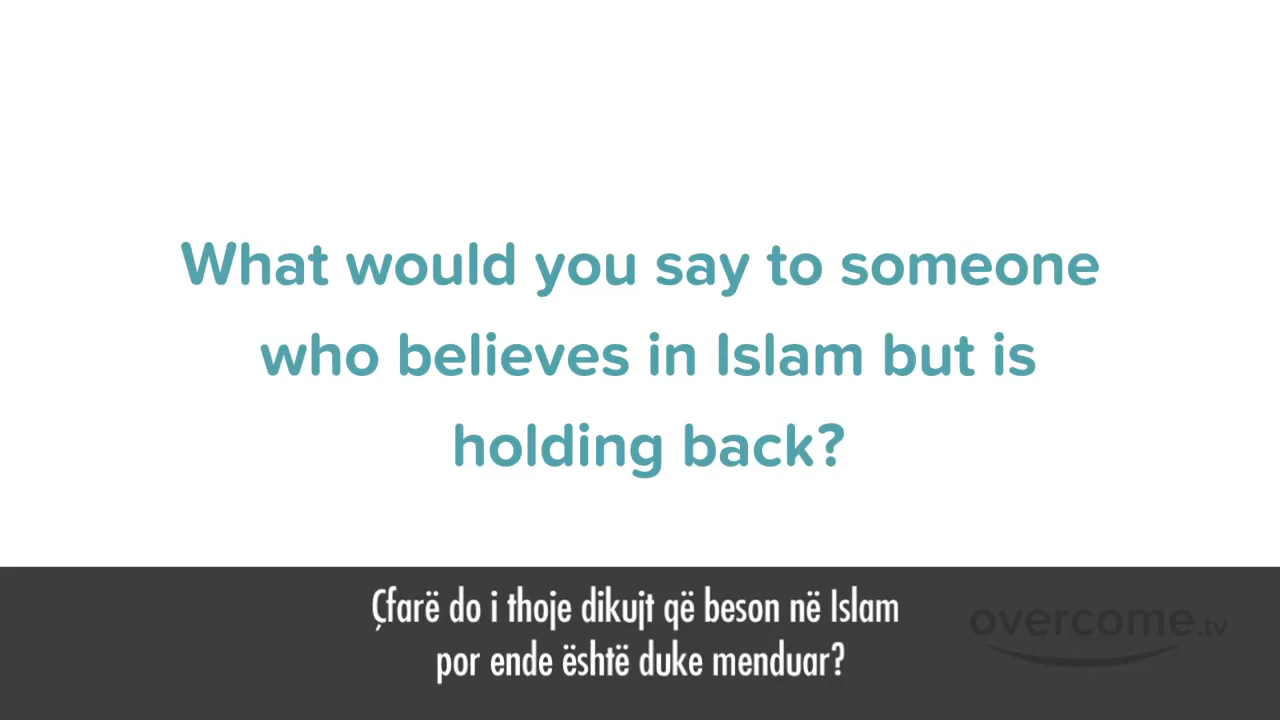 What would you say to someone
who believes in Islam but is
holding back?
Çfarë do i thoje dikujt që beson në Islam
por ende është duke menduar?
overcome.tv